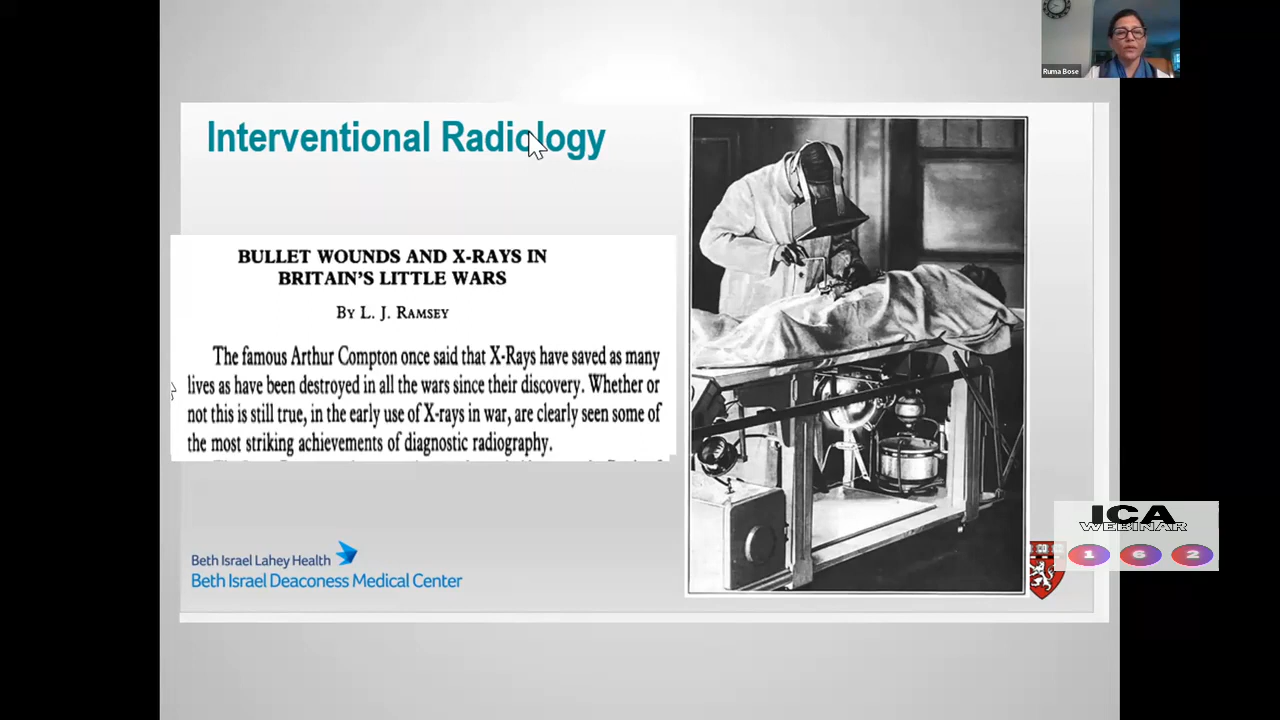 Ruma Bose
Interventional Radiology
BULLET WOUNDS AND X-RAYS IN
BRITAIN'S LITTLE WARS
BY L. J. RAMSEY
The famous Arthur Compton once said that X-Rays have saved as many
lives as have been destroyed in all the wars since their discovery. Whether or
not this is still true, in the early use of X-rays in war, are clearly seen some of
the most striking achievements of diagnostic radiography.
Beth Israel Lahey Health
Beth Israel Deaconess Medical Center
ICA
WEBINAR
1 6 2